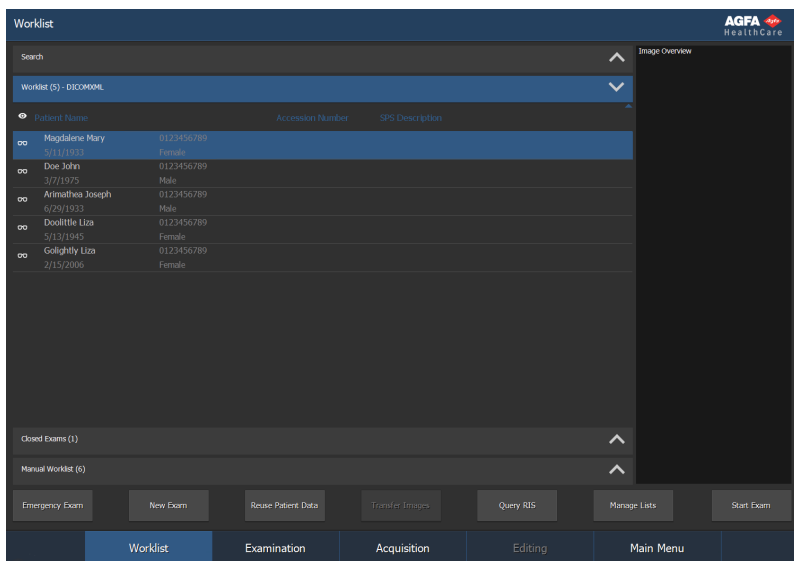 Worklist
AGFA Agfa
HealthCare
Search
Image Overview
Worklist (5) - DICOMXML
Patient Name Accession Number SPS Description
Magdalene Mary 0123456789
5/11/1933 Female
Doe John 0123456789
3/7/1975 Male
Arimathea Joseph 0123456789
6/29/1933 Male
Doolittle Liza 0123456789
5/13/1945 Female
Golightly Liza 0123456789
2/15/2006 Female
Closed Exams (1)
Manual Worklist (6)
Emergency Exam New Exam Reuse Patient Data Transfer Images Query RIS Manage Lists Start Exam
Worklist Examination Acquisition Editing Main Menu